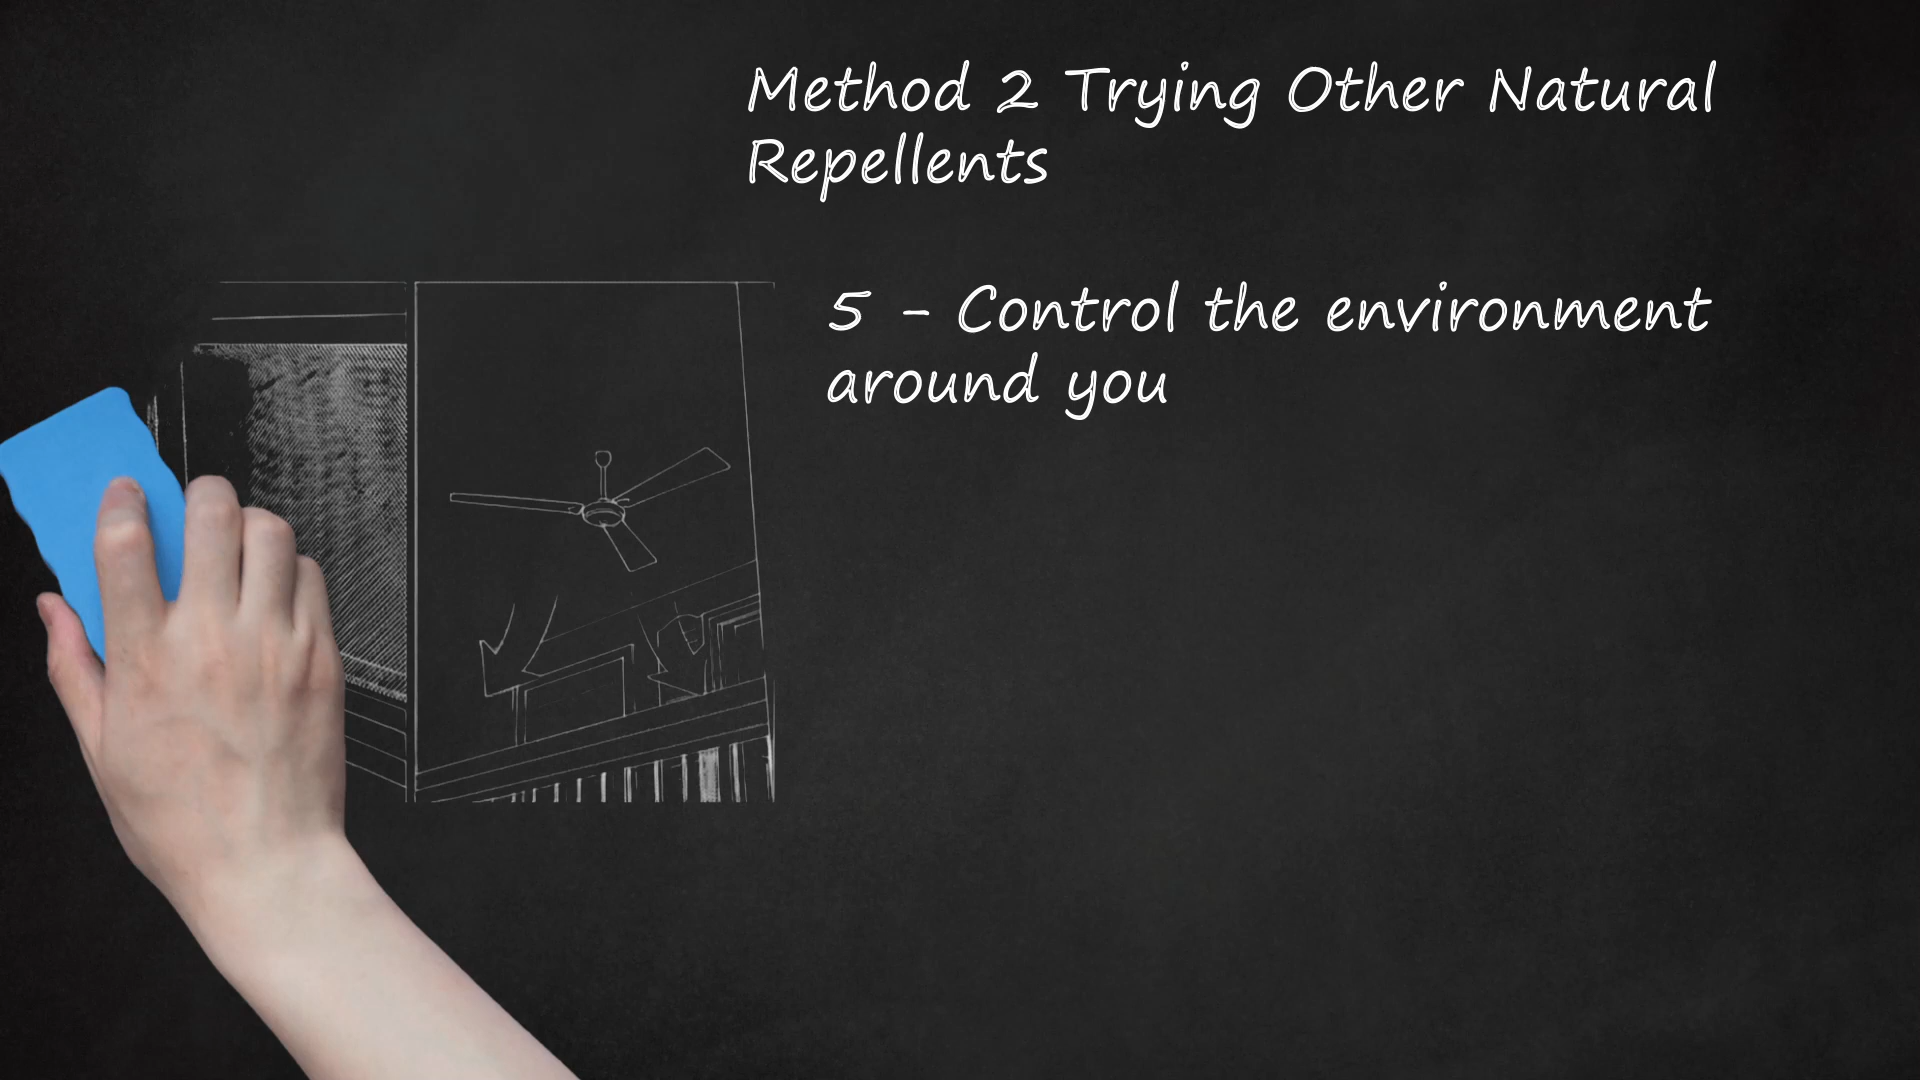 Method 2 Trying Other Natural
Repellents
5 - Control the environment
around you